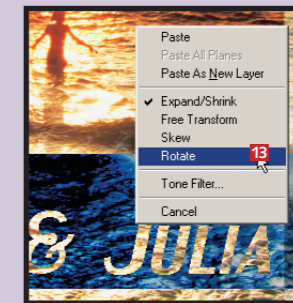 Paste
Paste All Planes
Paste As New Layer
✔ Expand/Shrink
Free Transform
Skew
Rotate 13
Tone Filter...
Cancel
& JULIA